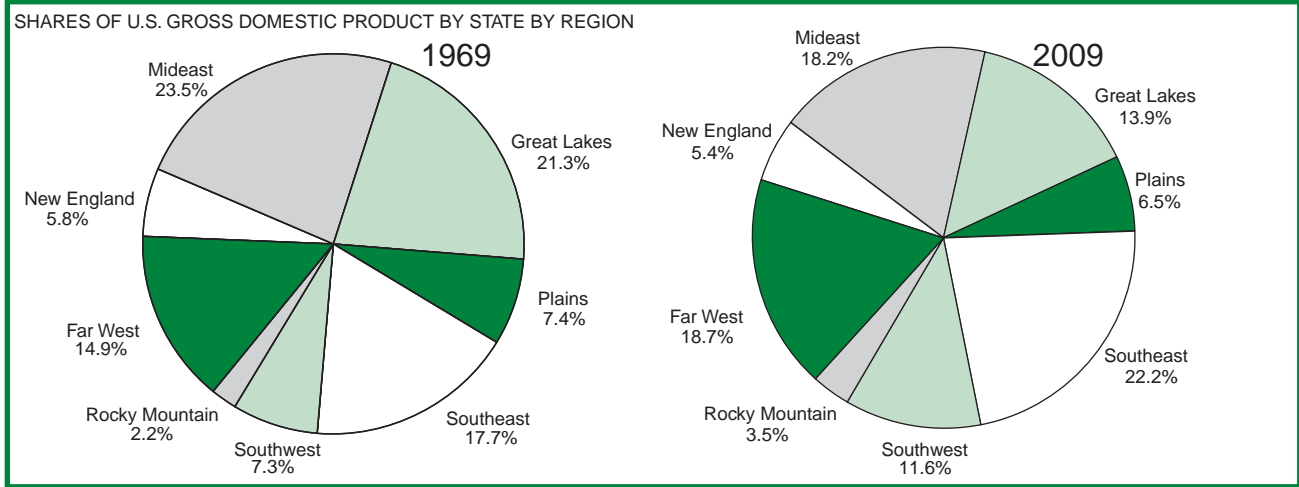 SHARES OF U.S. GROSS DOMESTIC PRODUCT BY STATE BY REGION
1969
Mideast
23.5%
Great Lakes
21.3%
New England
5.8%
Plains
7.4%
Far West
14.9%
Rocky Mountain
2.2%
Southwest
7.3%
Southeast
17.7%
2009
Mideast
18.2%
Great Lakes
13.9%
New England
5.4%
Plains
6.5%
Far West
18.7%
Southeast
22.2%
Rocky Mountain
3.5%
Southwest
11.6%